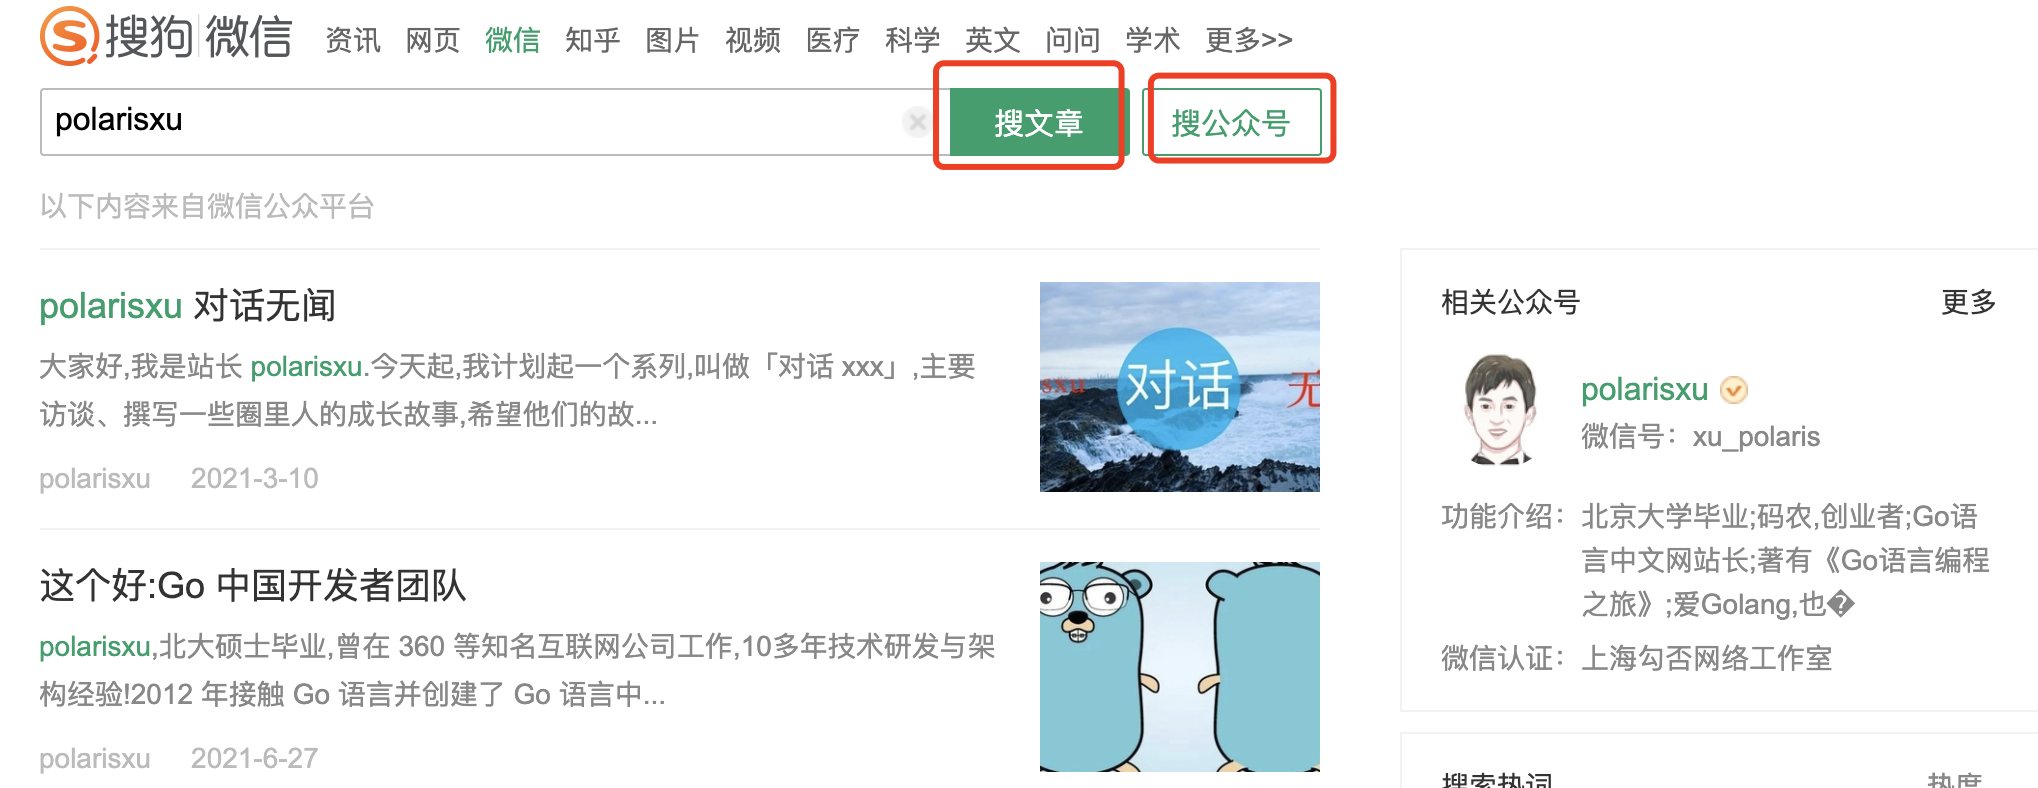 搜狗 微信 资讯 网页 微信 知乎 图片 视频 医疗 科学 英文 问问 学术 更多>>
polarisxu 搜文章 搜公众号
以下内容来自微信公众平台
polarisxu 对话无闻
大家好,我是站长 polarisxu.今天起,我计划起一个系列,叫做「对话 xxx」,主要
访谈、撰写一些圈里人的成长故事,希望他们的故...
polarisxu 2021-3-10
sxu 对话 无
这个好:Go 中国开发者团队
polarisxu,北大硕士毕业,曾在 360 等知名互联网公司工作,10多年技术研发与架
构经验!2012 年接触 Go 语言并创建了 Go 语言中...
polarisxu 2021-6-27
相关公众号 更多
polarisxu
微信号：xu_polaris
功能介绍：北京大学毕业;码农,创业者;Go语
言中文网站长;著有《Go语言编程
之旅》;爱Golang,也�
微信认证：上海勾否网络工作室
搜索热词 热度